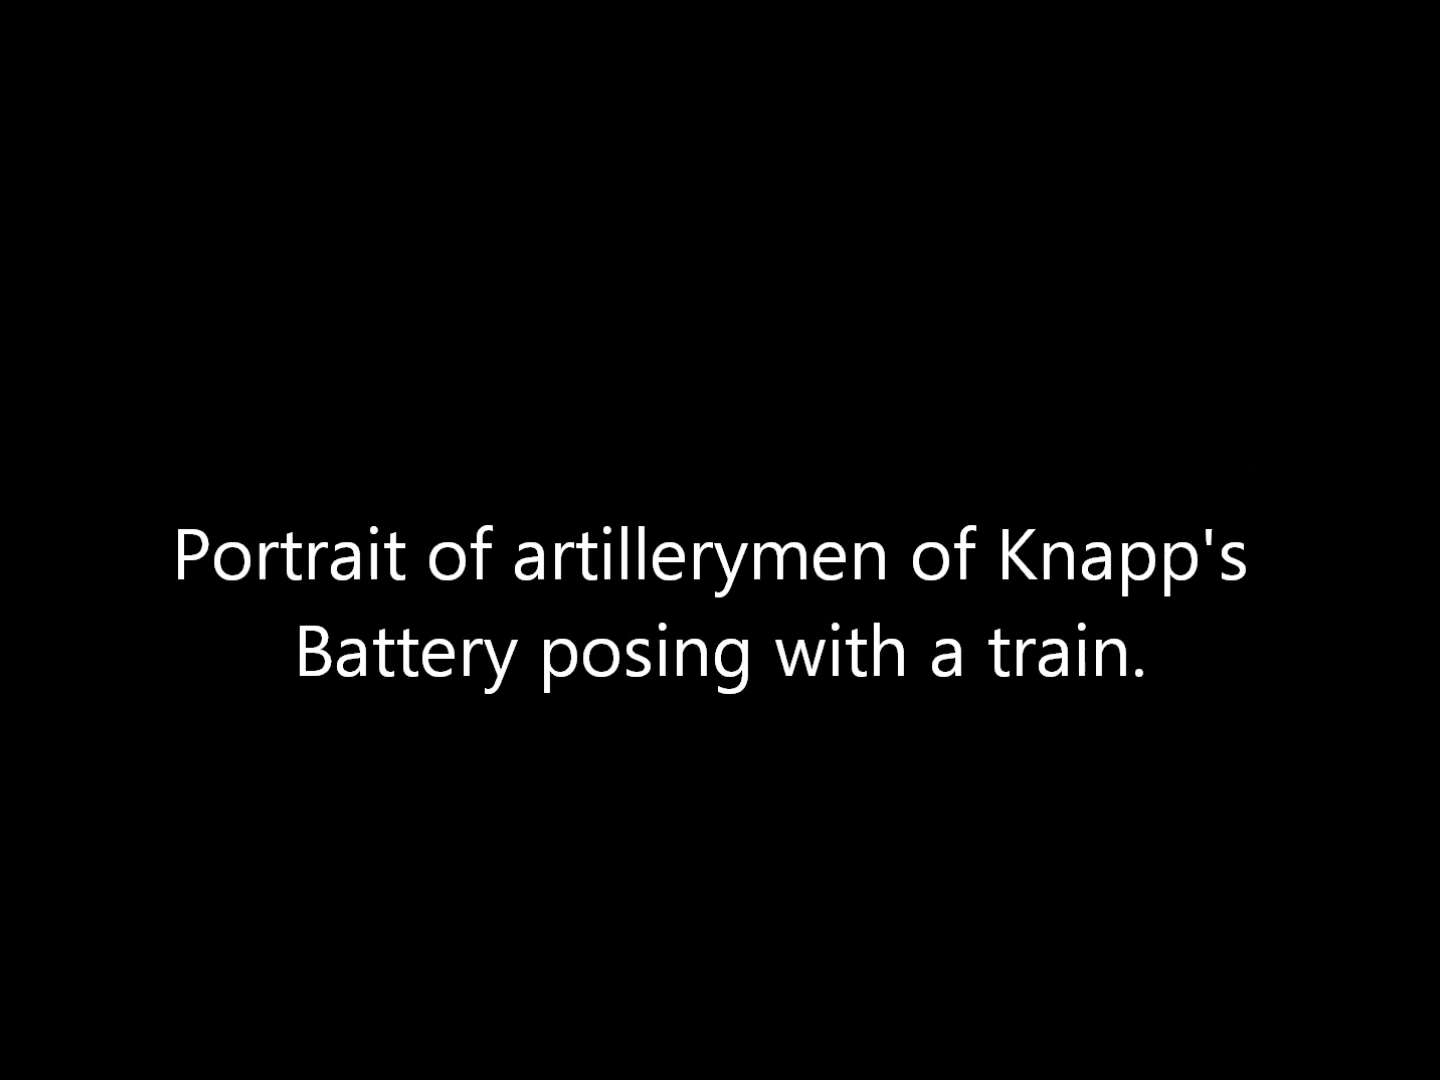 Portrait of artillerymen of Knapp's
Battery posing with a train.